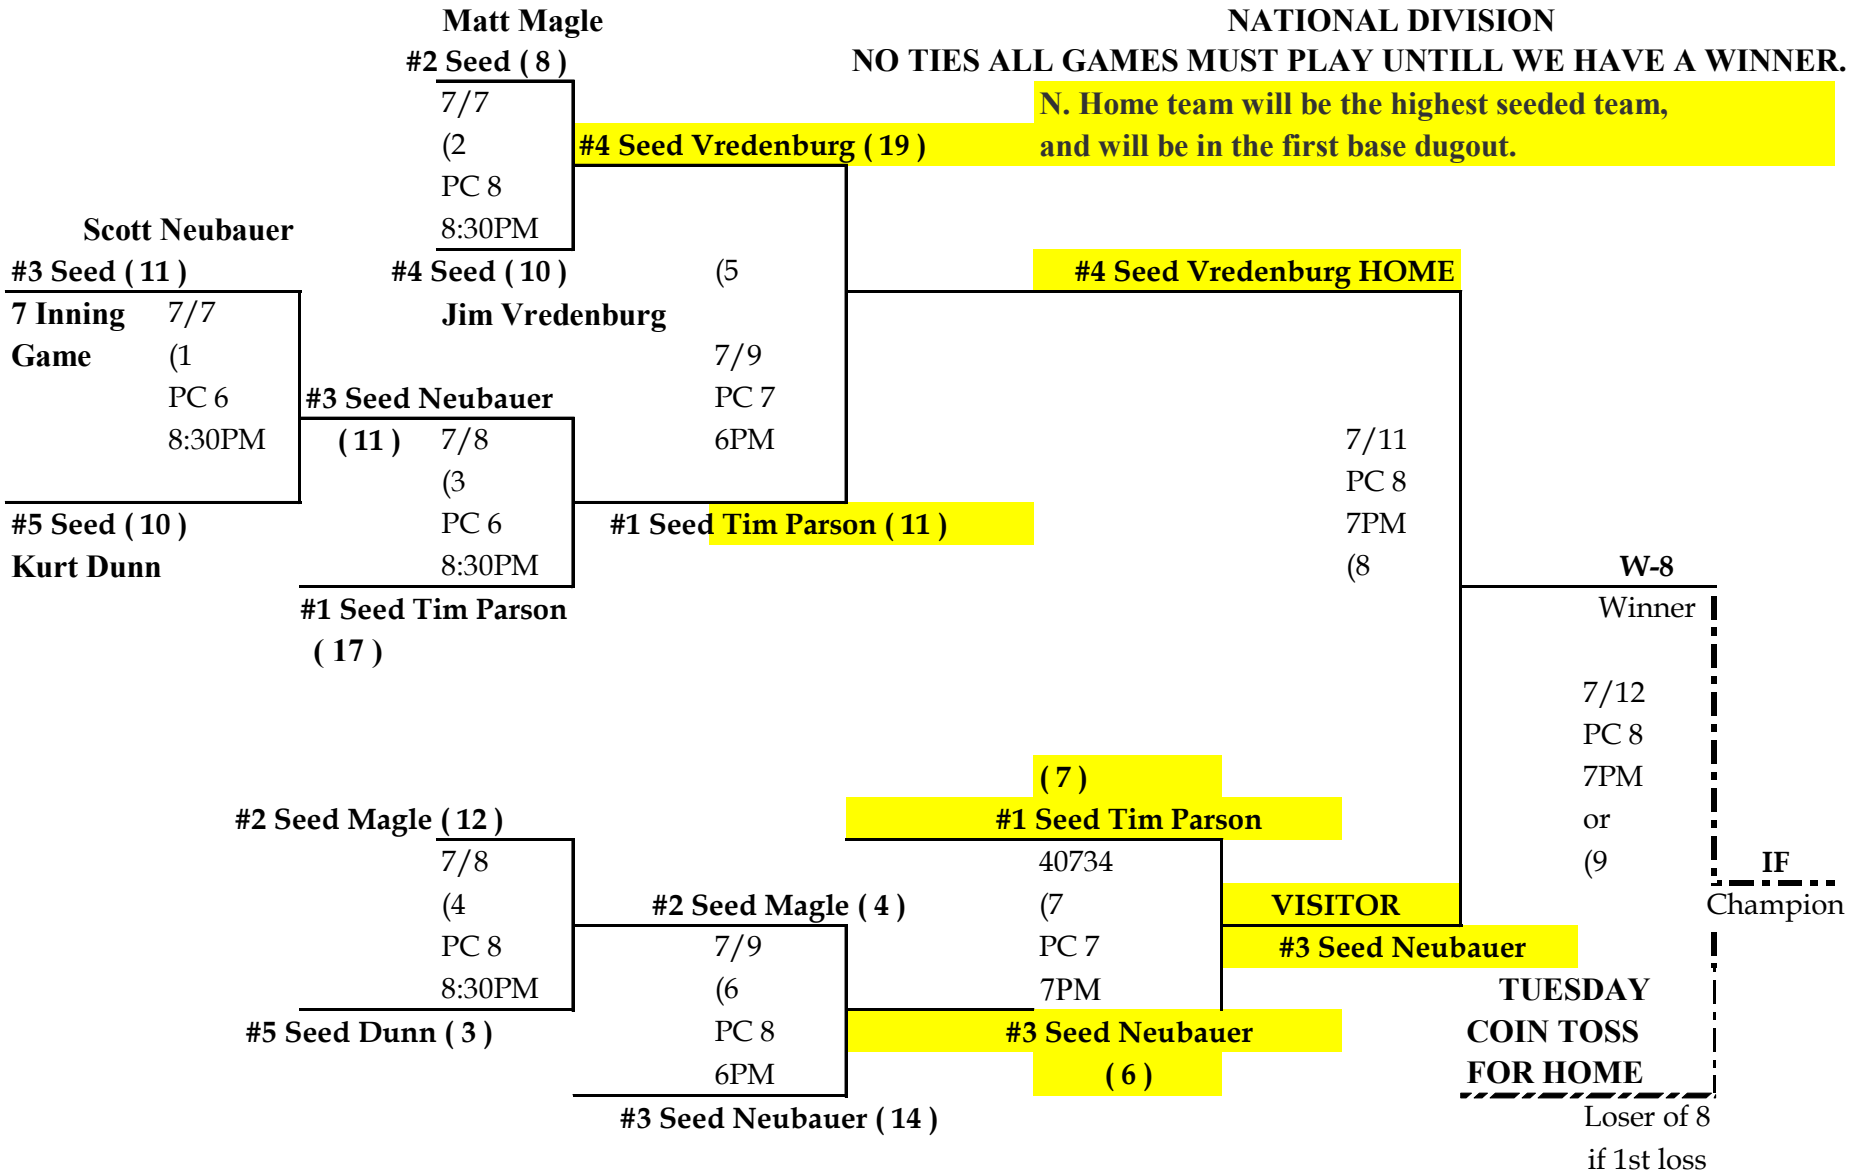 Matt Magle NATIONAL DIVISION
#2 Seed ( 8 ) NO TIES ALL GAMES MUST PLAY UNTILL WE HAVE A WINNER.
7/7 N. Home team will be the highest seeded team,
(2 #4 Seed Vredenburg ( 19 ) and will be in the first base dugout.
PC 8
Scott Neubauer 8:30PM
#3 Seed ( 11 ) #4 Seed ( 10 ) (5 #4 Seed Vredenburg HOME
7 Inning 7/7 Jim Vredenburg
Game (1 7/9
PC 6 #3 Seed Neubauer PC 7
8:30PM ( 11 ) 7/8 6PM 7/11
(3 PC 8
#5 Seed ( 10 ) PC 6 #1 Seed Tim Parson ( 11 ) 7PM
Kurt Dunn 8:30PM (8 W-8
#1 Seed Tim Parson Winner
( 17 )
7/12
PC 8
( 7 ) 7PM
#2 Seed Magle ( 12 ) #1 Seed Tim Parson or
7/8 40734 (9 IF
(4 #2 Seed Magle ( 4 ) (7 VISITOR Champion
PC 8 7/9 PC 7 #3 Seed Neubauer
8:30PM (6 7PM TUESDAY
#5 Seed Dunn ( 3 ) PC 8 #3 Seed Neubauer COIN TOSS
6PM ( 6 ) FOR HOME
#3 Seed Neubauer ( 14 ) Loser of 8
if 1st loss